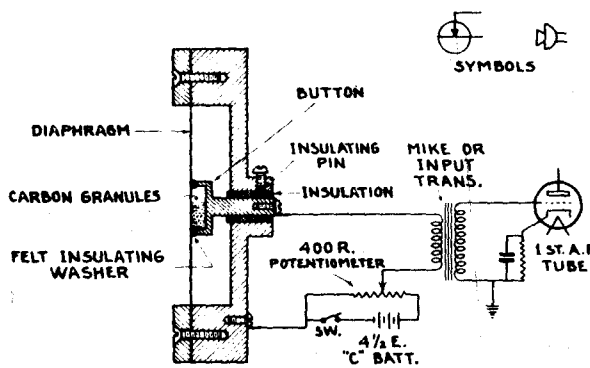 SYMBOLS
BUTTON
DIAPHRAGM
INSULATING
PIN
MIKE OR
INPUT
TRANS.
CARBON GRANULES
INSULATION
FELT INSULATING
WASHER
400 R.
POTENTIOMETER
1 ST. A.F
TUBE
SW.
4½ E.
"C" BATT.